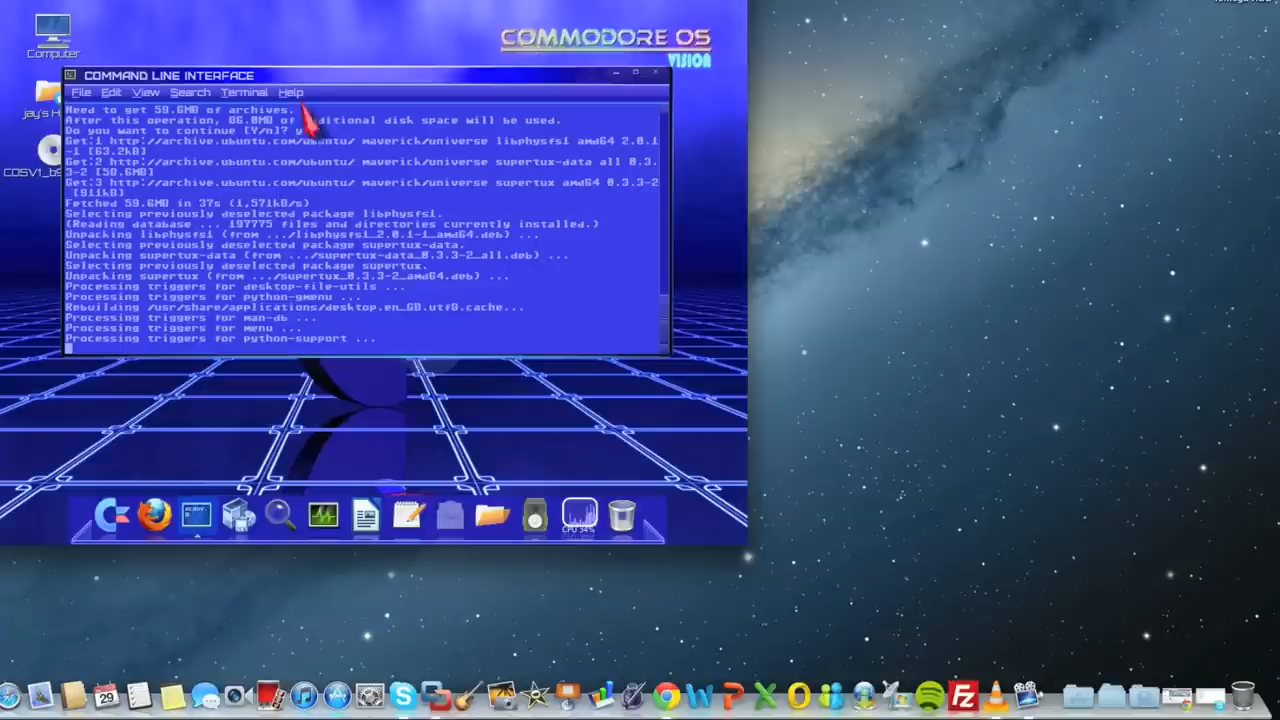 COMMODORE OS
VISION
Computer
COMMAND LINE INTERFACE
File Edit View Search Terminal Help
jay's H
COSV1_b9
Need to get 59.6MB of archives.
After this operation, 86.0MB of ditional disk space will be used.
Do you want to continue [Y/n]? y
Get:1 http://archive.ubuntu.com/ubuntu/ maverick/universe libphysfs1 amd64 2.0.1
-1 [63.2kB]
Get:2 http://archive.ubuntu.com/ubuntu/ maverick/universe supertux-data all 0.3.
3-2 [58.6MB]
Get:3 http://archive.ubuntu.com/ubuntu/ maverick/universe supertux amd64 0.3.3-2
[911kB]
Fetched 59.6MB in 37s (1,571kB/s)
Selecting previously deselected package libphysfs1.
(Reading database ... 197775 files and directories currently installed.)
Unpacking libphysfs1 (from .../libphysfs1_2.0.1-1_amd64.deb) ...
Selecting previously deselected package supertux-data.
Unpacking supertux-data (from .../supertux-data_0.3.3-2_all.deb) ...
Selecting previously deselected package supertux.
Unpacking supertux (from .../supertux_0.3.3-2_amd64.deb) ...
Processing triggers for desktop-file-utils ...
Processing triggers for python-gmenu ...
Rebuilding /usr/share/applications/desktop.en_GB.utf8.cache...
Processing triggers for man-db ...
Processing triggers for menu ...
Processing triggers for python-support ...
CPU 34%
29